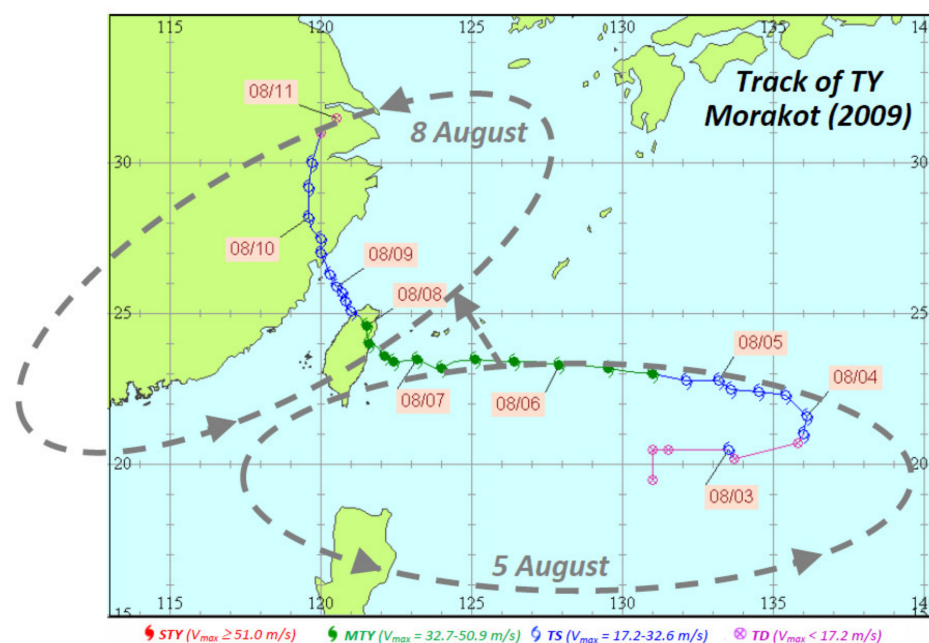 115 120 125 130 135 14
Track of TY
Morakot (2009)
08/11
8 August
30 30
08/10
08/09
08/08
25 25
08/07
08/06
08/05
08/04
20 20
08/03
5 August
15 120 125 130 135 14
STY (Vmax ≥ 51.0 m/s) MTY (Vmax = 32.7-50.9 m/s) TS (Vmax = 17.2-32.6 m/s) TD (Vmax < 17.2 m/s)